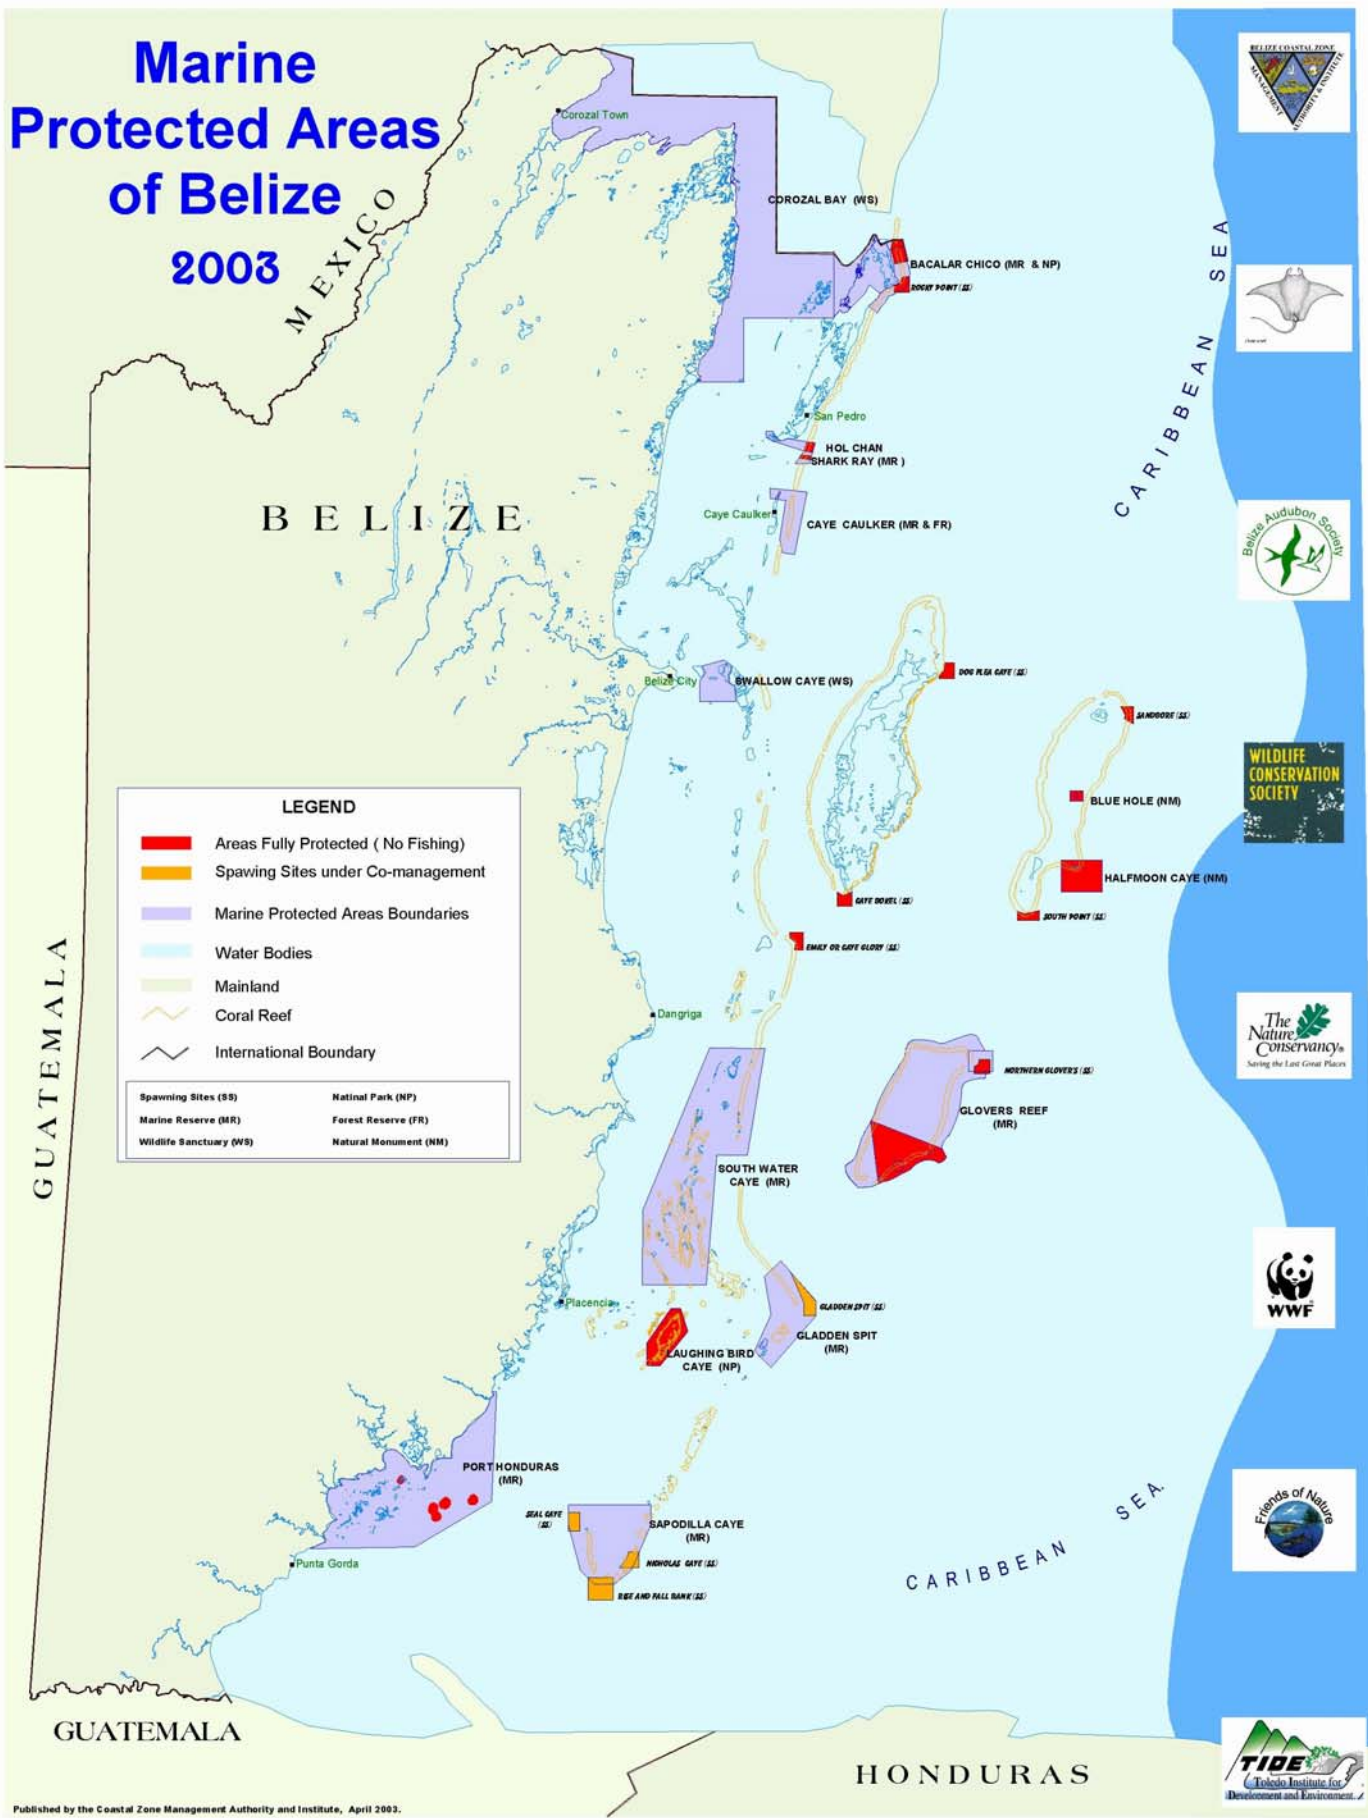 Marine
Protected Areas
of Belize
2003
MEXICO
Corozal Town
COROZAL BAY (WS)
BACALAR CHICO (MR & NP)
ROCKY POINT (SS)
CARIBBEAN SEA
San Pedro
HOL CHAN
SHARK RAY (MR )
BELIZE
Caye Caulker
CAYE CAULKER (MR & FR)
Belize City
SWALLOW CAYE (WS)
DOG FLEA CAYE (SS)
SANDBORE (SS)
BLUE HOLE (NM)
HALFMOON CAYE (NM)
CAYE BOKEL (SS)
SOUTH POINT (SS)
EMILY OR CAYE GLORY (SS)
LEGEND
Areas Fully Protected ( No Fishing)
Spawing Sites under Co-management
Marine Protected Areas Boundaries
Water Bodies
Mainland
Coral Reef
International Boundary
Spawning Sites (SS)
Natinal Park (NP)
Marine Reserve (MR)
Forest Reserve (FR)
Wildlife Sanctuary (WS)
Natural Monument (NM)
GUATEMALA
Dangriga
NORTHERN GLOVER'S (SS)
GLOVERS REEF
(MR)
SOUTH WATER
CAYE (MR)
Placencia
GLADDEN SPIT (SS)
GLADDEN SPIT
(MR)
LAUGHING BIRD
CAYE (NP)
PORT HONDURAS
(MR)
SEAL CAYE
(SS)
SAPODILLA CAYE
(MR)
NICHOLAS CAYE (SS)
RISE AND FALL BANK (SS)
Punta Gorda
CARIBBEAN SEA
GUATEMALA
HONDURAS
Published by the Coastal Zone Management Authority and Institute, April 2003.
BELIZE COASTAL ZONE
MANAGEMENT
AUTHORITY & INSTITUTE
Belize Audubon Society
WILDLIFE
CONSERVATION
SOCIETY
The
Nature
Conservancy®
Saving the Last Great Places
WWF
Friends of Nature
TIDE
Toledo Institute for
Development and Environment